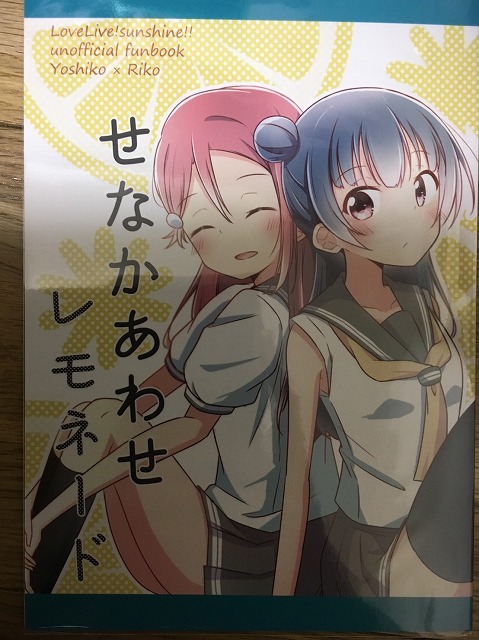 LoveLive!sunshine!!
unofficial funbook
Yoshiko × Riko
せなかあわせ
レモネード